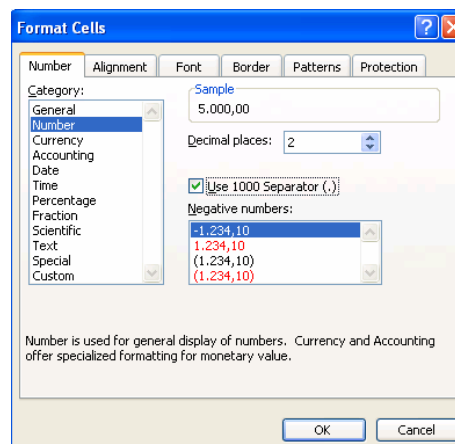 Format Cells
Number Alignment Font Border Patterns Protection
Category:
General
Number
Currency
Accounting
Date
Time
Percentage
Fraction
Scientific
Text
Special
Custom
Sample
5.000,00
Decimal places: 2
Use 1000 Separator (.)
Negative numbers:
-1.234,10
1.234,10
(1.234,10)
(1.234,10)
Number is used for general display of numbers. Currency and Accounting
offer specialized formatting for monetary value.
OK Cancel